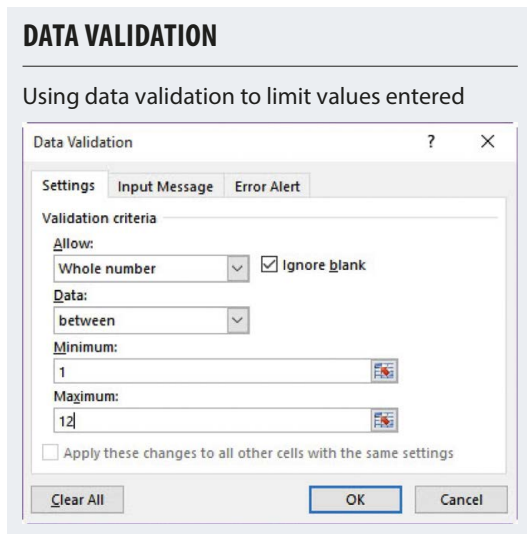 DATA VALIDATION
Using data validation to limit values entered
Data Validation ? X
Settings Input Message Error Alert
Validation criteria
Allow:
Whole number Ignore blank
Data:
between
Minimum:
1
Maximum:
12
Apply these changes to all other cells with the same settings
Clear All OK Cancel